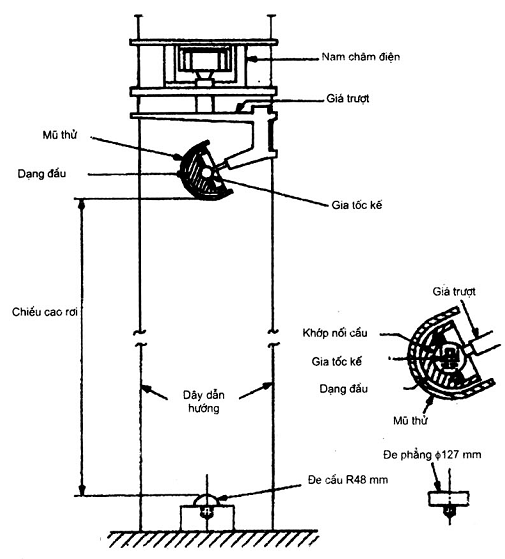 Nam châm điện
Giá trượt
Mũ thử
Dạng đầu
Gia tốc kế
Chiều cao rơi
Giá trượt
Khớp nối cầu
Gia tốc kế
Dạng đầu
Mũ thử
Dây dẫn
hướng
Đe phẳng ϕ127 mm
Đe cầu R48 mm